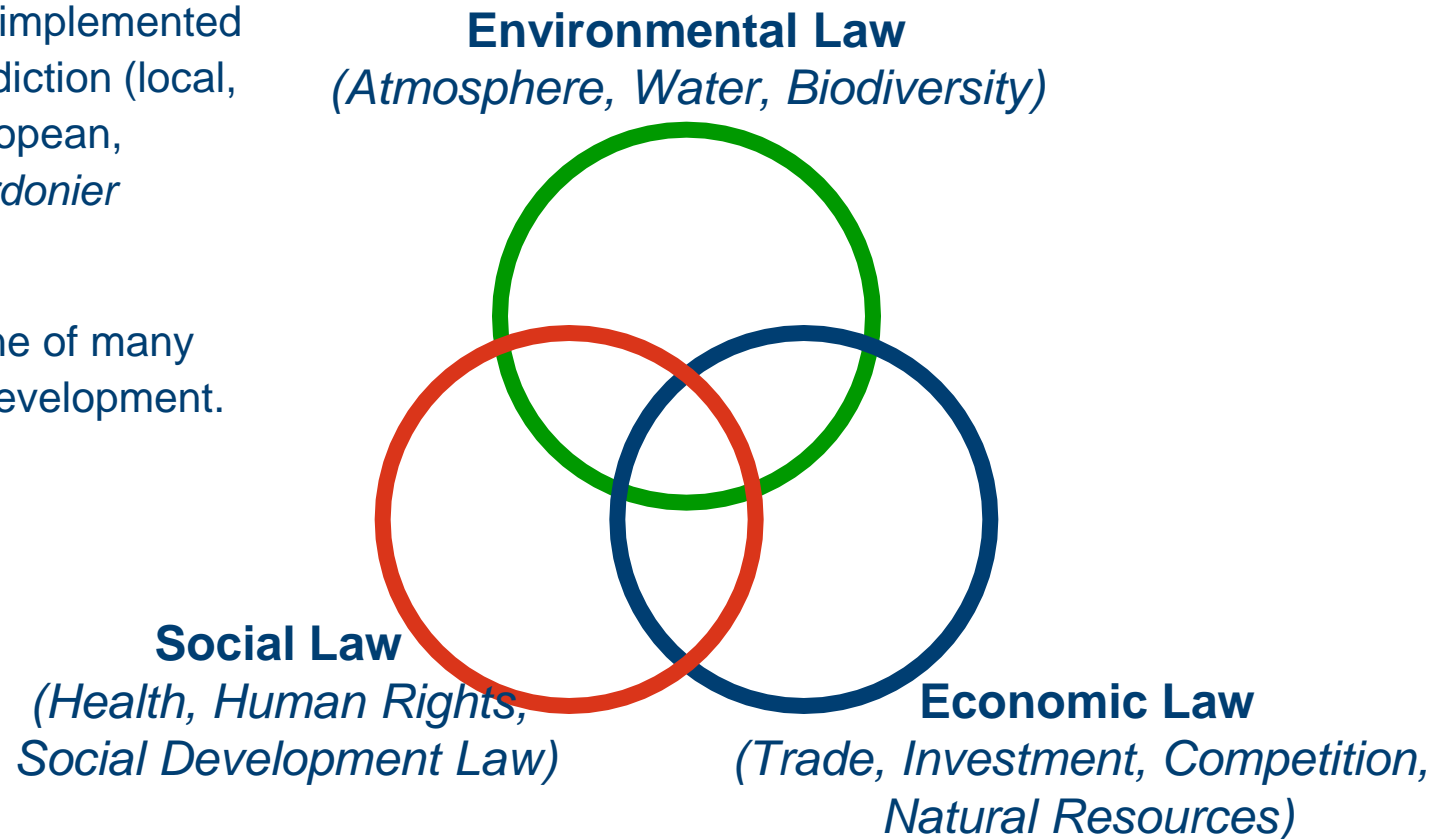 implemented
diction (local,
opean,
donier
ne of many
evelopment.
Environmental Law
(Atmosphere, Water, Biodiversity)
Social Law
(Health, Human Rights,
Social Development Law)
Economic Law
(Trade, Investment, Competition,
Natural Resources)